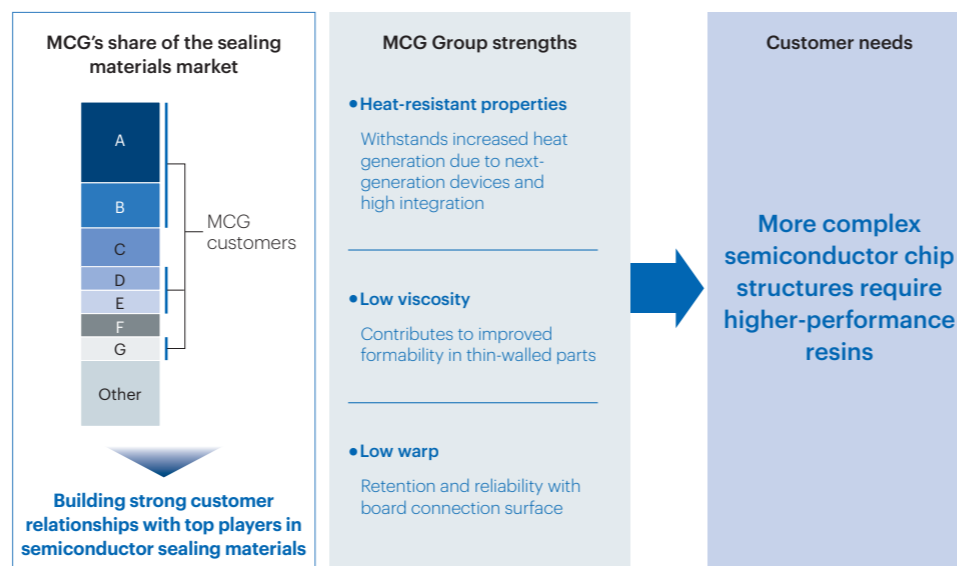 MCG's share of the sealing
materials market
A
B
C
D
E
F
G
Other
MCG
customers
Building strong customer
relationships with top players in
semiconductor sealing materials
MCG Group strengths
•Heat-resistant properties
Withstands increased heat
generation due to next-
generation devices and
high integration
•Low viscosity
Contributes to improved
formability in thin-walled parts
•Low warp
Retention and reliability with
board connection surface
Customer needs
More complex
semiconductor chip
structures require
higher-performance
resins